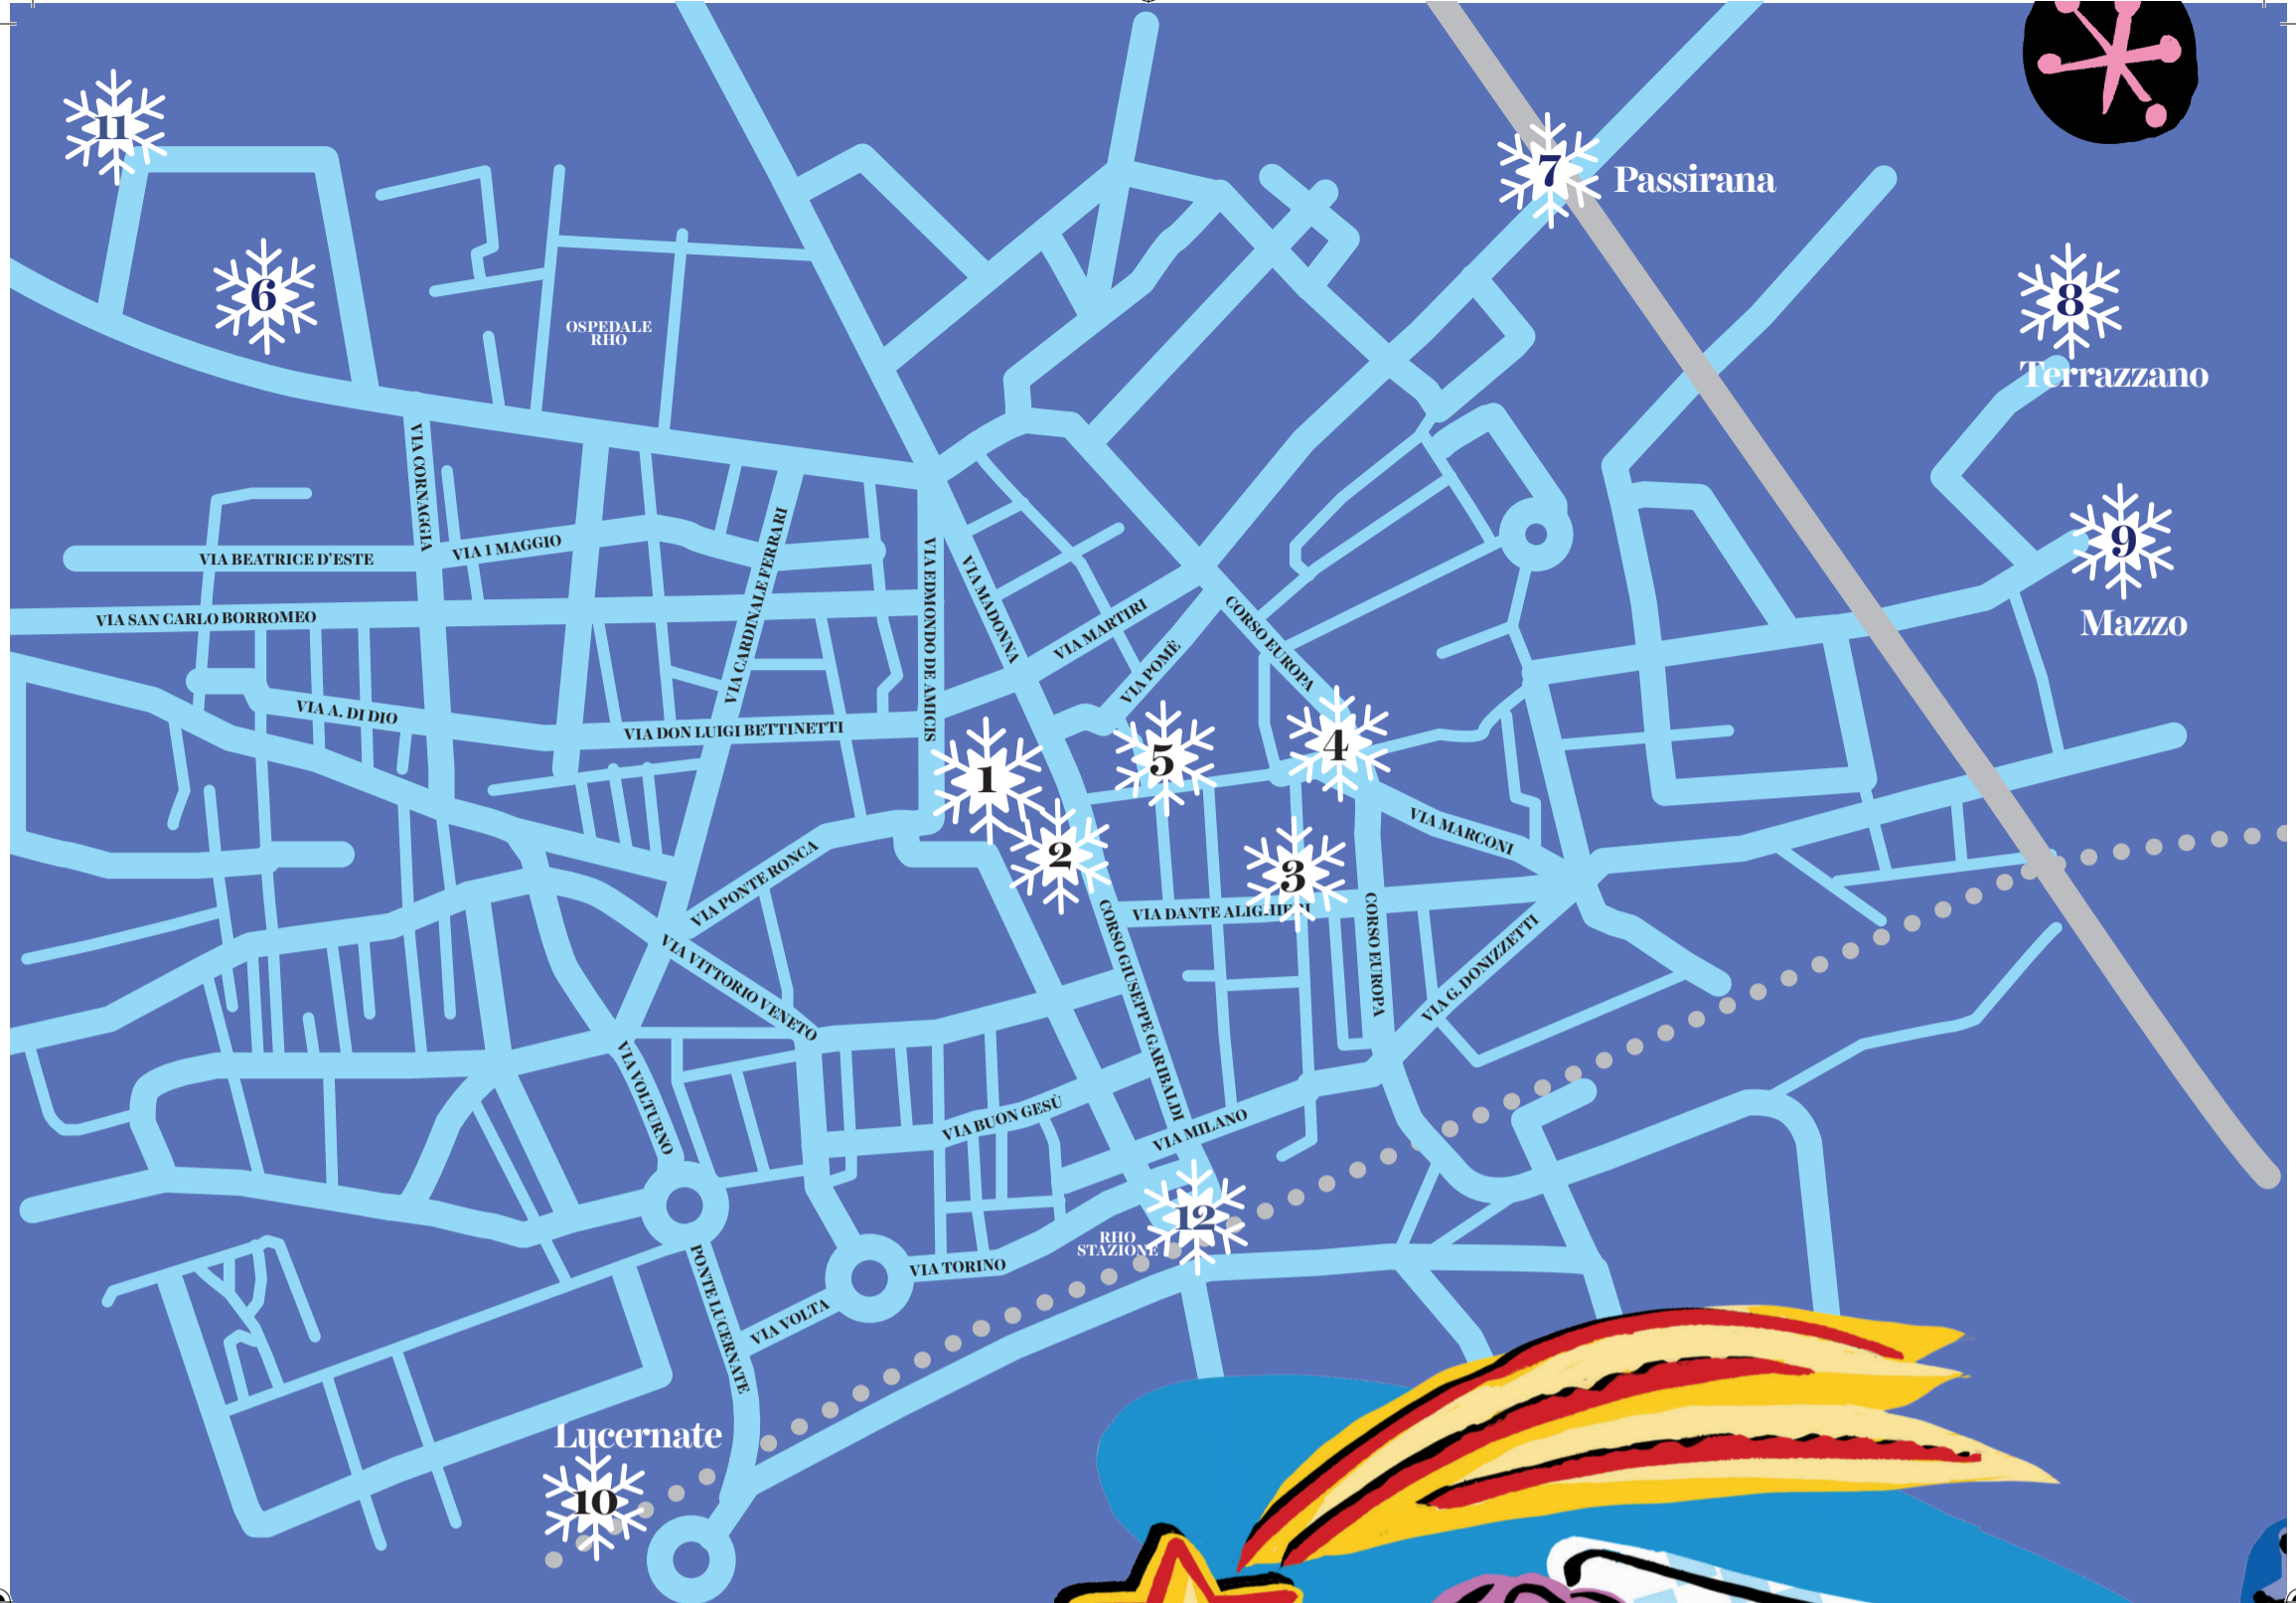 11
7
Passirana
6
8
OSPEDALE
RHO
Terrazzano
VIA CORNAGGIA
9
VIA BEATRICE D'ESTE
VIA 1 MAGGIO
VIA CARDINALE FERRARI
VIA EDMONDO DE AMICIS
VIA MADONNA
VIA MARTIRI
CORSO EUROPA
VIA SAN CARLO BORROMEO
Mazzo
VIA POMÈ
VIA A. DI DIO
VIA DON LUIGI BETTINETTI
1
5
4
2
3
VIA MARCONI
VIA PONTE RONCA
VIA DANTE ALIGHIERI
CORSO EUROPA
VIA VITTORIO VENETO
CORSO GIUSEPPE GARIBALDI
VIA G. DONIZZETTI
VIA VOLTURNO
VIA BUON GESÙ
VIA MILANO
12
RHO
STAZIONE
VIA TORINO
PONTE LUCERNATE
VIA VOLTA
Lucernate
10